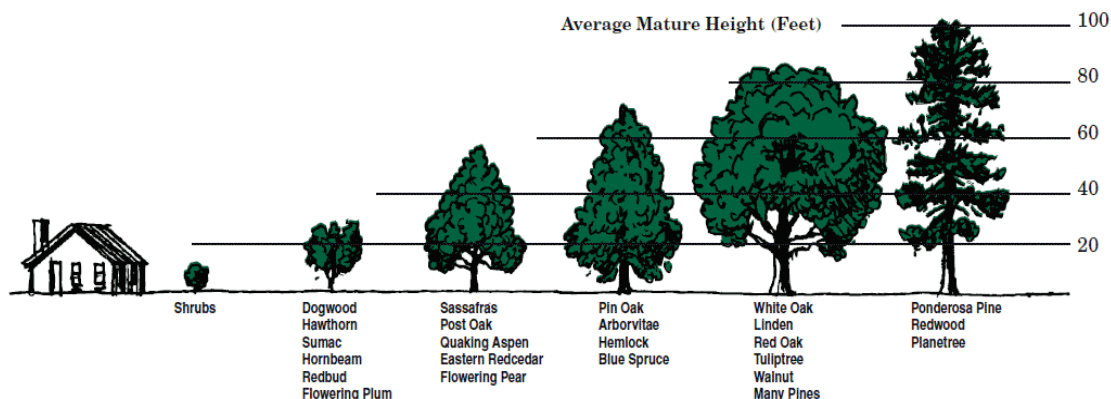 Average Mature Height (Feet)
100
80
60
40
20
Shrubs
Dogwood
Hawthorn
Sumac
Hornbeam
Redbud
Flowering Plum
Sassafras
Post Oak
Quaking Aspen
Eastern Redcedar
Flowering Pear
Pin Oak
Arborvitae
Hemlock
Blue Spruce
White Oak
Linden
Red Oak
Tuliptree
Walnut
Many Pines
Ponderosa Pine
Redwood
Planetree